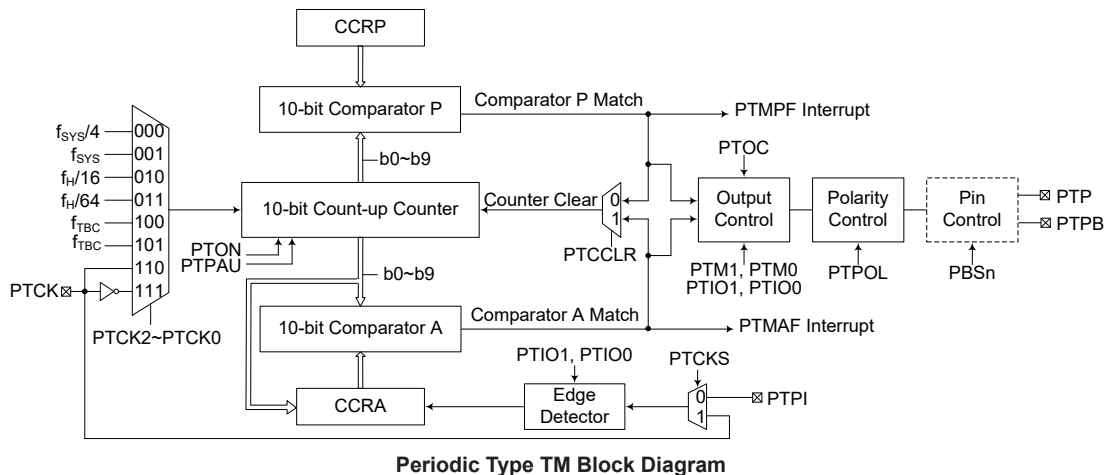 CCRP
10-bit Comparator P
Comparator P Match
PTMPF Interrupt
b0~b9
fSYS/4
fSYS
fH/16
fH/64
fTBC
fTBC
000
001
010
011
100
101
110
111
PTCK
PTCK2~PTCK0
10-bit Count-up Counter
PTON
PTPAU
Counter Clear
0
1
PTCCLR
PTOC
Output
Control
PTM1, PTM0
PTIO1, PTIO0
Polarity
Control
PTPOL
Pin
Control
PBSn
PTP
PTPB
b0~b9
10-bit Comparator A
Comparator A Match
PTMAF Interrupt
CCRA
PTIO1, PTIO0
Edge
Detector
PTCKS
0
1
PTPI
Periodic Type TM Block Diagram